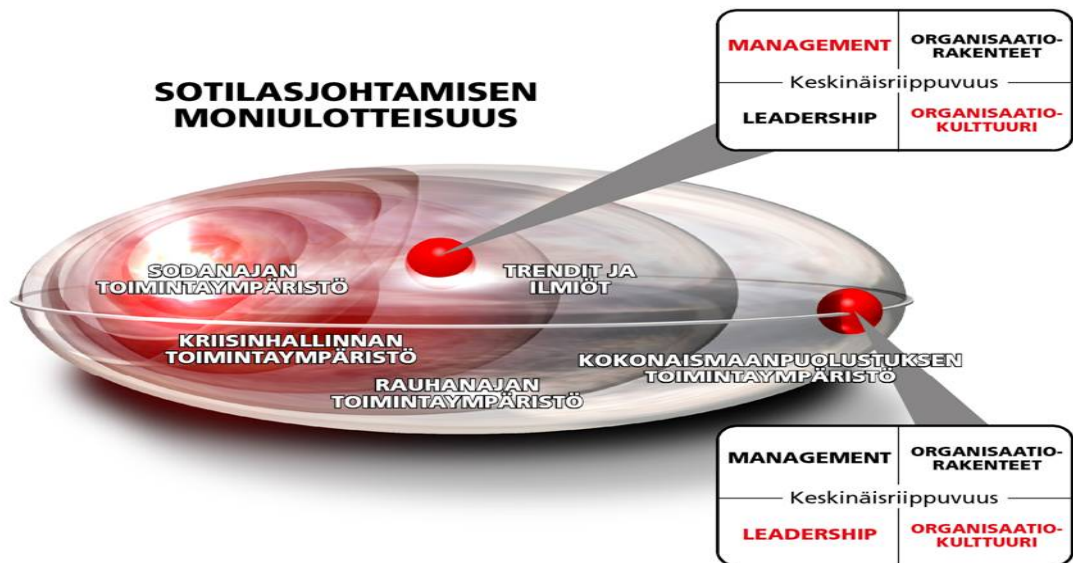 SOTILASJOHTAMISEN
MONIULOTTEISUUS
MANAGEMENT
ORGANISAATIO-
RAKENTEET
Keskinäisriippuvuus
LEADERSHIP
ORGANISAATIO-
KULTTUURI
SODANAJAN
TOIMINTAYMPÄRISTÖ
TRENDIT JA
ILMIÖT
KRIISINHALLINNAN
TOIMINTAYMPÄRISTÖ
RAUHANAJAN
TOIMINTAYMPÄRISTÖ
KOKONAISMAANPUOLUSTUKSEN
TOIMINTAYMPÄRISTÖ
MANAGEMENT
ORGANISAATIO-
RAKENTEET
Keskinäisriippuvuus
LEADERSHIP
ORGANISAATIO-
KULTTUURI